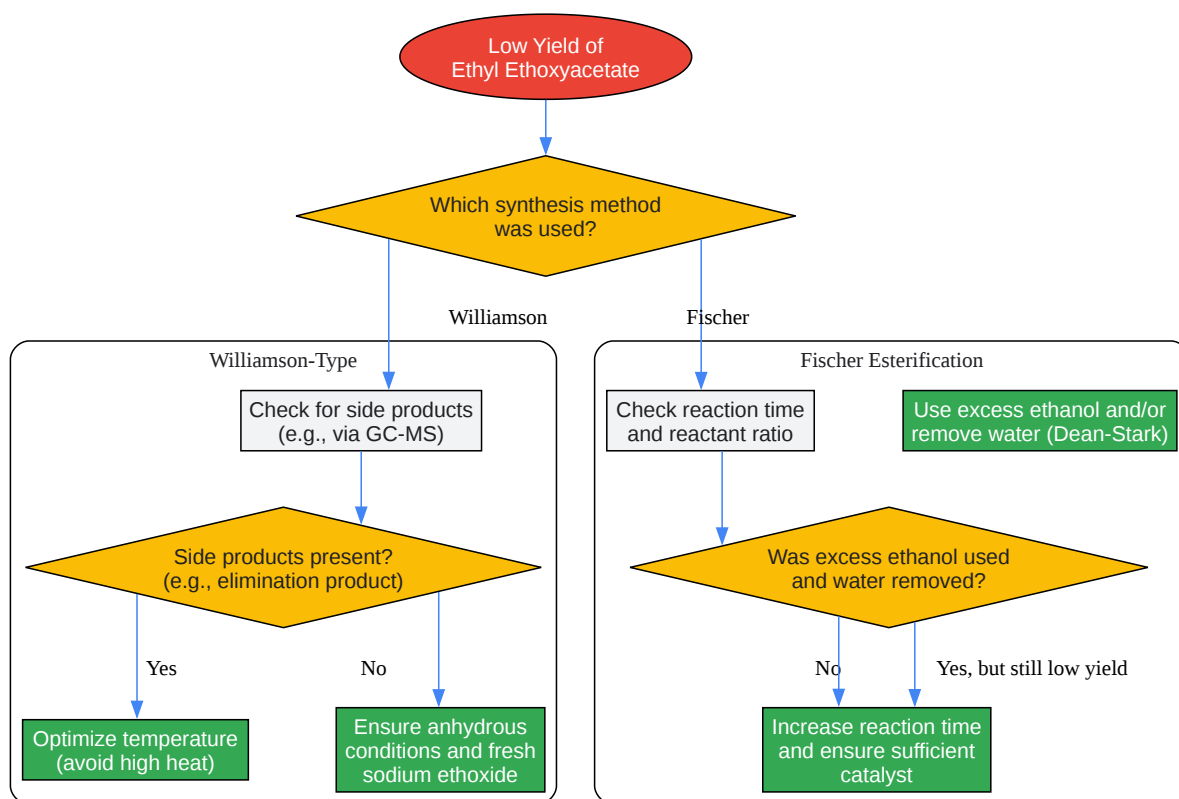 Low Yield of
Ethyl Ethoxyacetate
Which synthesis method
was used?
Williamson
Fischer
Williamson-Type
Check for side products
(e.g., via GC-MS)
Side products present?
(e.g., elimination product)
Yes
No
Optimize temperature
(avoid high heat)
Ensure anhydrous
conditions and fresh
sodium ethoxide
Fischer Esterification
Check reaction time
and reactant ratio
Use excess ethanol and/or
remove water (Dean-Stark)
Was excess ethanol used
and water removed?
No
Yes, but still low yield
Increase reaction time
and ensure sufficient
catalyst